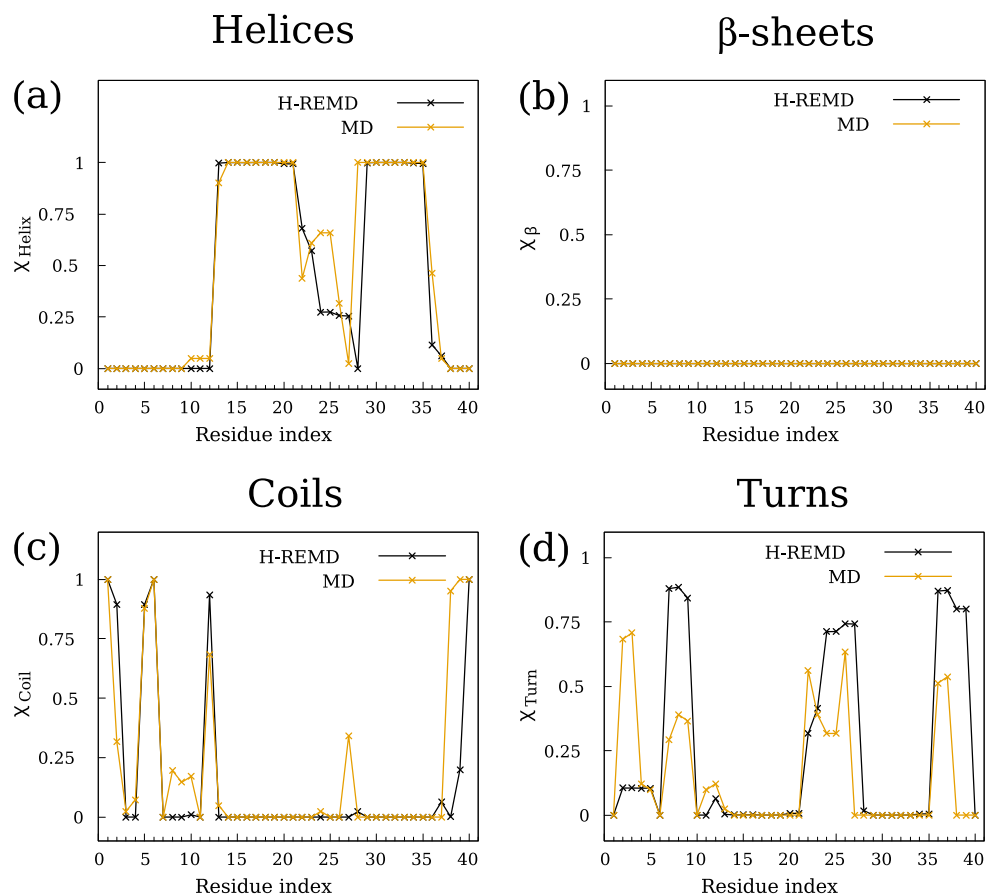 Helices
β-sheets
(a)
H-REMD
MD
1
0.75
0.5
0.25
0
χHelix
0 5 10 15 20 25 30 35 40
Residue index
(b)
H-REMD
MD
1
0.75
0.5
0.25
0
χβ
0 5 10 15 20 25 30 35 40
Residue index
Coils
Turns
(c)
H-REMD
MD
1
0.75
0.5
0.25
0
χCoil
0 5 10 15 20 25 30 35 40
Residue index
(d)
H-REMD
MD
1
0.75
0.5
0.25
0
χTurn
0 5 10 15 20 25 30 35 40
Residue index